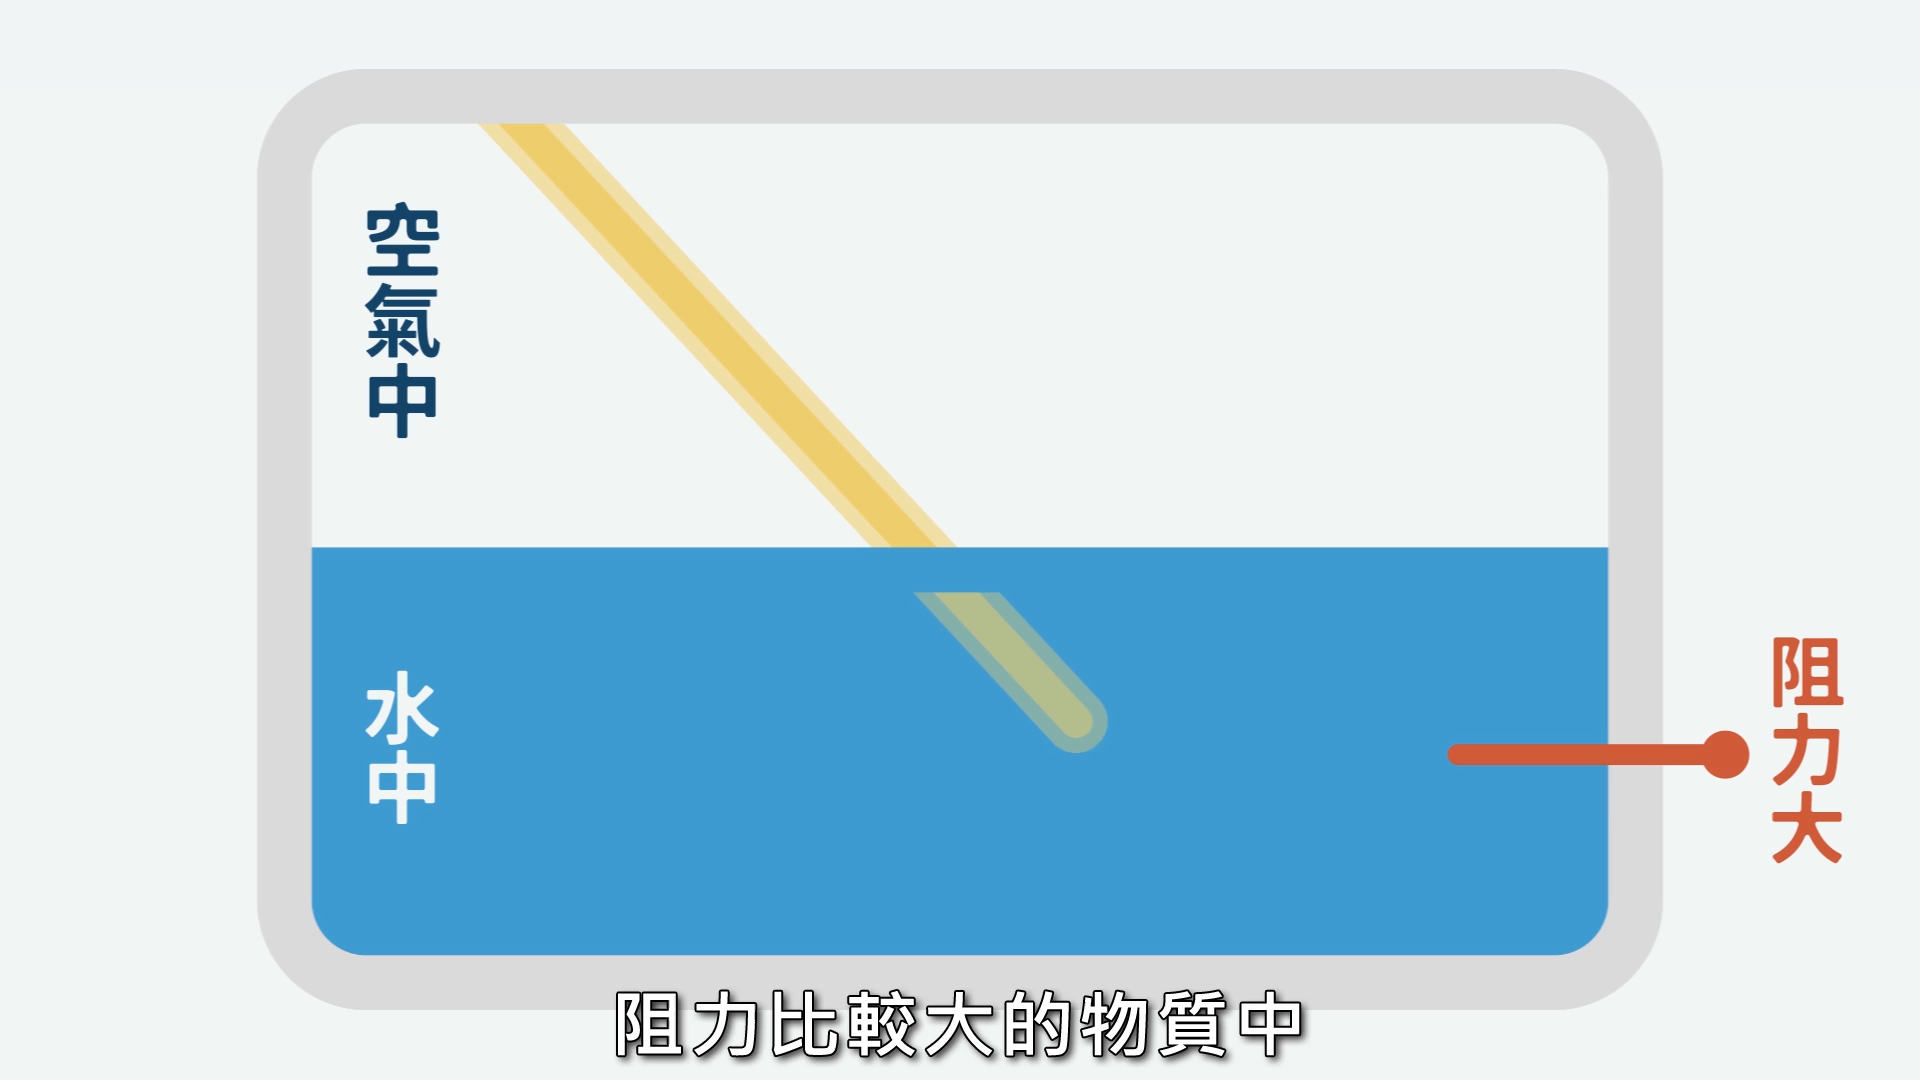 空氣中
水中
阻力大
阻力比較大的物質中